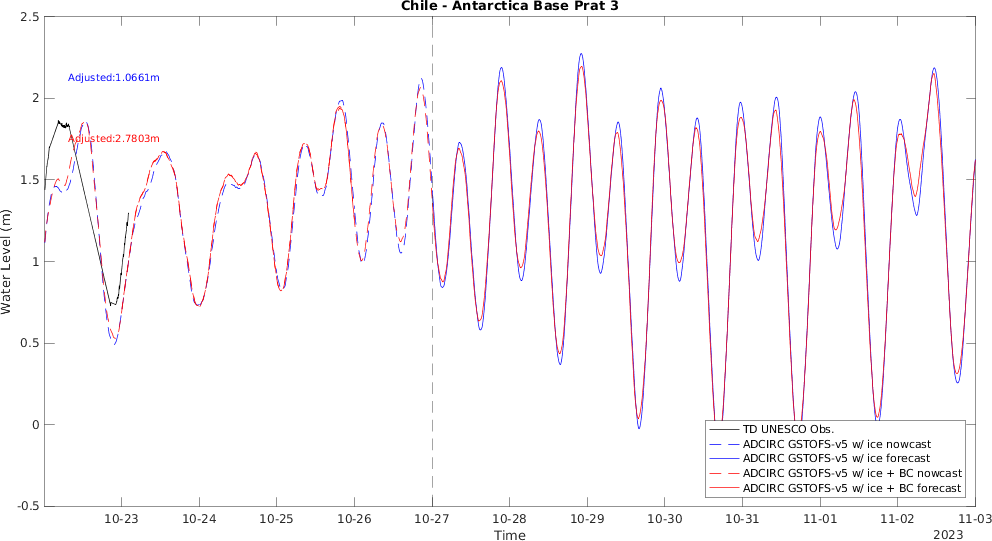 Chile - Antarctica Base Prat 3
Water Level (m)
2.5
2
1.5
1
0.5
0
-0.5
Adjusted:1.0661m
Adjusted:2.7803m
TD UNESCO Obs.
ADCIRC GSTOFS-v5 w/ ice nowcast
ADCIRC GSTOFS-v5 w/ ice forecast
ADCIRC GSTOFS-v5 w/ ice + BC nowcast
ADCIRC GSTOFS-v5 w/ ice + BC forecast
10-23 10-24 10-25 10-26 10-27 10-28 10-29 10-30 10-31 11-01 11-02 11-03
Time
2023